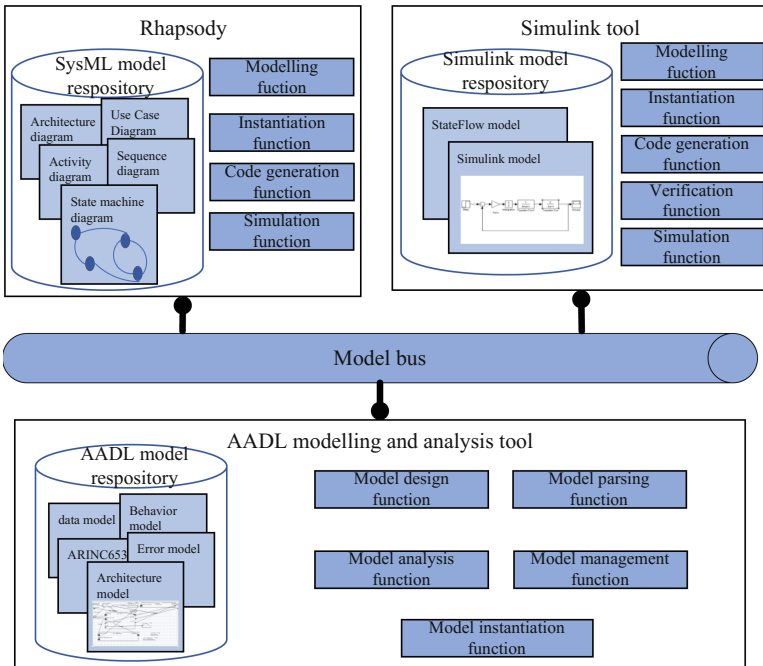 Rhapsody
SysML model
respository
Architecture
diagram
Use Case
Diagram
Activity
diagram
Sequence
diagram
State machine
diagram
Modelling
fuction
Instantiation
function
Code generation
function
Simulation
function
Simulink tool
Simulink model
respository
StateFlow model
Simulink model
Modelling
fuction
Instantiation
function
Code generation
function
Verification
function
Simulation
function
Model bus
AADL modelling and analysis tool
AADL model
respository
data model
Behavior
model
ARINC653
Error model
Architecture
model
Model design
function
Model parsing
function
Model analysis
function
Model management
function
Model instantiation
function